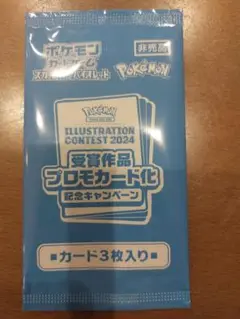 ポケモン
カードゲーム
スカーレット&バイオレット
非売品
Pokémon
Pokémon
ILLUSTRATION
CONTEST 2024
受賞作品
プロモカード化
記念キャンペーン
■カード3枚入り■